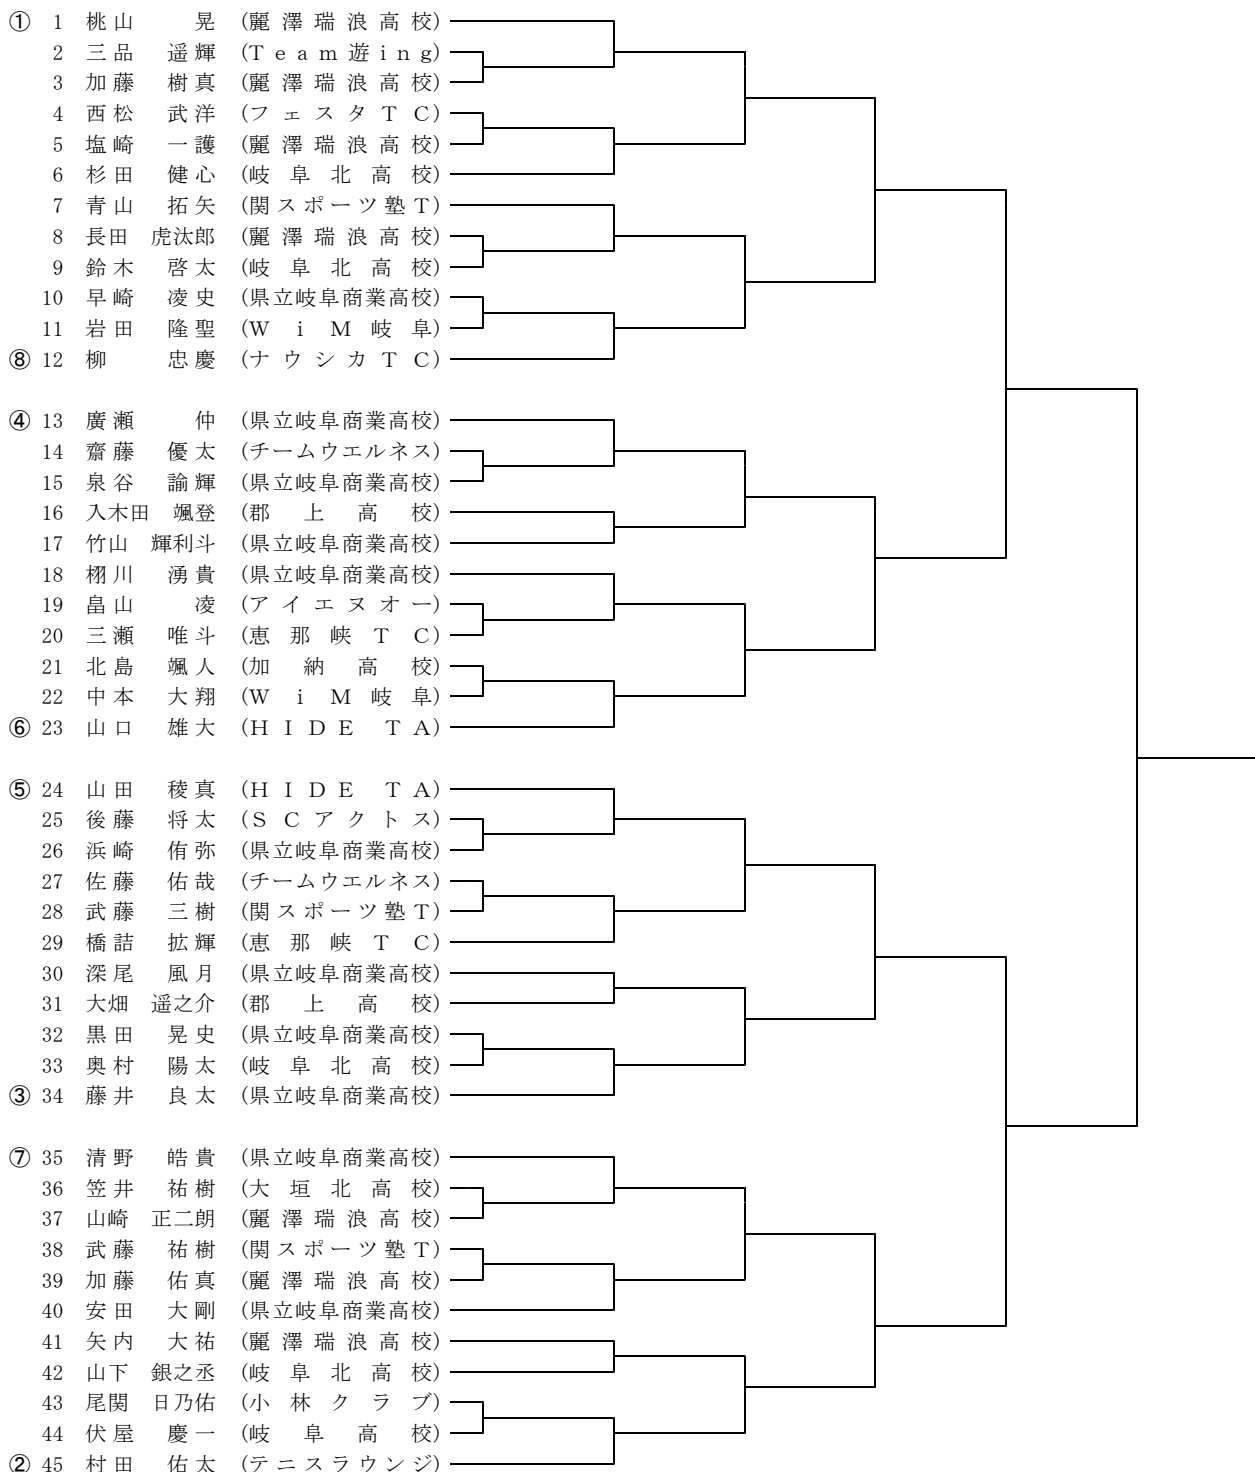 ① 1 桃山 晃 (麗澤瑞浪高校)
2 三品 遥輝 (Team遊ing)
3 加藤 樹真 (麗澤瑞浪高校)
4 西松 武洋 (フェスタTC)
5 塩崎 一護 (麗澤瑞浪高校)
6 杉田 健心 (岐阜北高校)
7 青山 拓矢 (関スポーツ塾T)
8 長田 虎汰郎 (麗澤瑞浪高校)
9 鈴木 啓太 (岐阜北高校)
10 早崎 凌史 (県立岐阜商業高校)
11 岩田 隆聖 (WiM岐阜)
⑧ 12 柳 忠慶 (ナウシカTC)
④ 13 廣瀬 仲 (県立岐阜商業高校)
14 齋藤 優太 (チームウエルネス)
15 泉谷 諭輝 (県立岐阜商業高校)
16 入木田 颯登 (郡上高校)
17 竹山 輝利斗 (県立岐阜商業高校)
18 栩川 湧貴 (県立岐阜商業高校)
19 畠山 凌 (アイエヌオー)
20 三瀬 唯斗 (恵那峡TC)
21 北島 颯人 (加納高校)
22 中本 大翔 (WiM岐阜)
⑥ 23 山口 雄大 (HIDE TA)
⑤ 24 山田 稜真 (HIDE TA)
25 後藤 将太 (SCアクトス)
26 浜崎 侑弥 (県立岐阜商業高校)
27 佐藤 佑哉 (チームウエルネス)
28 武藤 三樹 (関スポーツ塾T)
29 橋詰 拡輝 (恵那峡TC)
30 深尾 風月 (県立岐阜商業高校)
31 大畑 遥之介 (郡上高校)
32 黒田 晃史 (県立岐阜商業高校)
33 奥村 陽太 (岐阜北高校)
③ 34 藤井 良太 (県立岐阜商業高校)
⑦ 35 清野 皓貴 (県立岐阜商業高校)
36 笠井 祐樹 (大垣北高校)
37 山崎 正二朗 (麗澤瑞浪高校)
38 武藤 祐樹 (関スポーツ塾T)
39 加藤 佑真 (麗澤瑞浪高校)
40 安田 大剛 (県立岐阜商業高校)
41 矢内 大祐 (麗澤瑞浪高校)
42 山下 銀之丞 (岐阜北高校)
43 尾関 日乃佑 (小林クラブ)
44 伏屋 慶一 (岐阜高校)
② 45 村田 佑太 (テニスラウンジ)